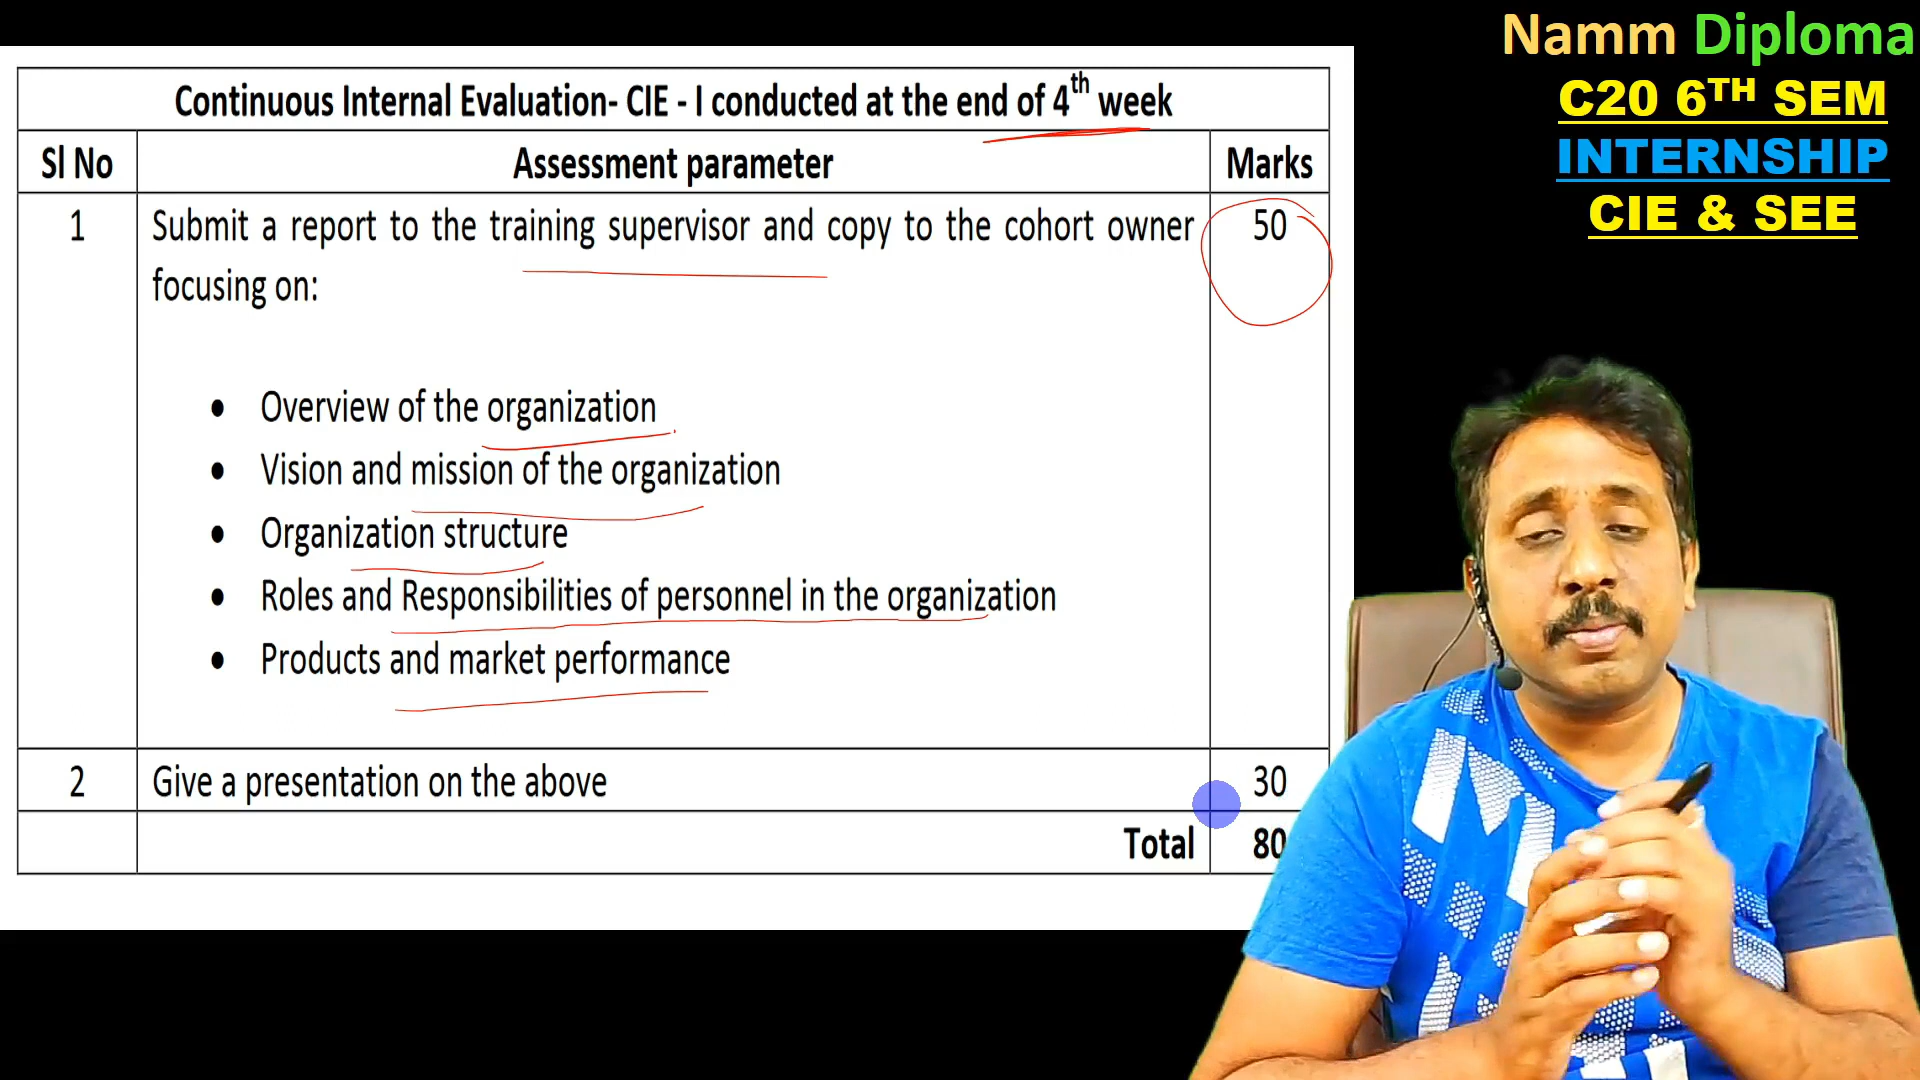 Namm Diploma
C20 6TH SEM
INTERNSHIP
CIE & SEE
Continuous Internal Evaluation- CIE - I conducted at the end of 4th week
Sl No Assessment parameter Marks
1 Submit a report to the training supervisor and copy to the cohort owner 50
focusing on:
• Overview of the organization
• Vision and mission of the organization
• Organization structure
• Roles and Responsibilities of personnel in the organization
• Products and market performance
2 Give a presentation on the above 30
Total 80